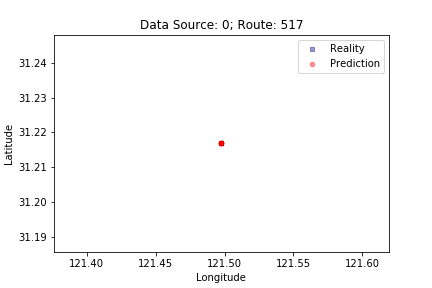 Data Source: 0; Route: 517
Reality
Prediction
31.24
31.23
31.22
31.21
31.20
31.19
Latitude
121.40
121.45
121.50
121.55
121.60
Longitude